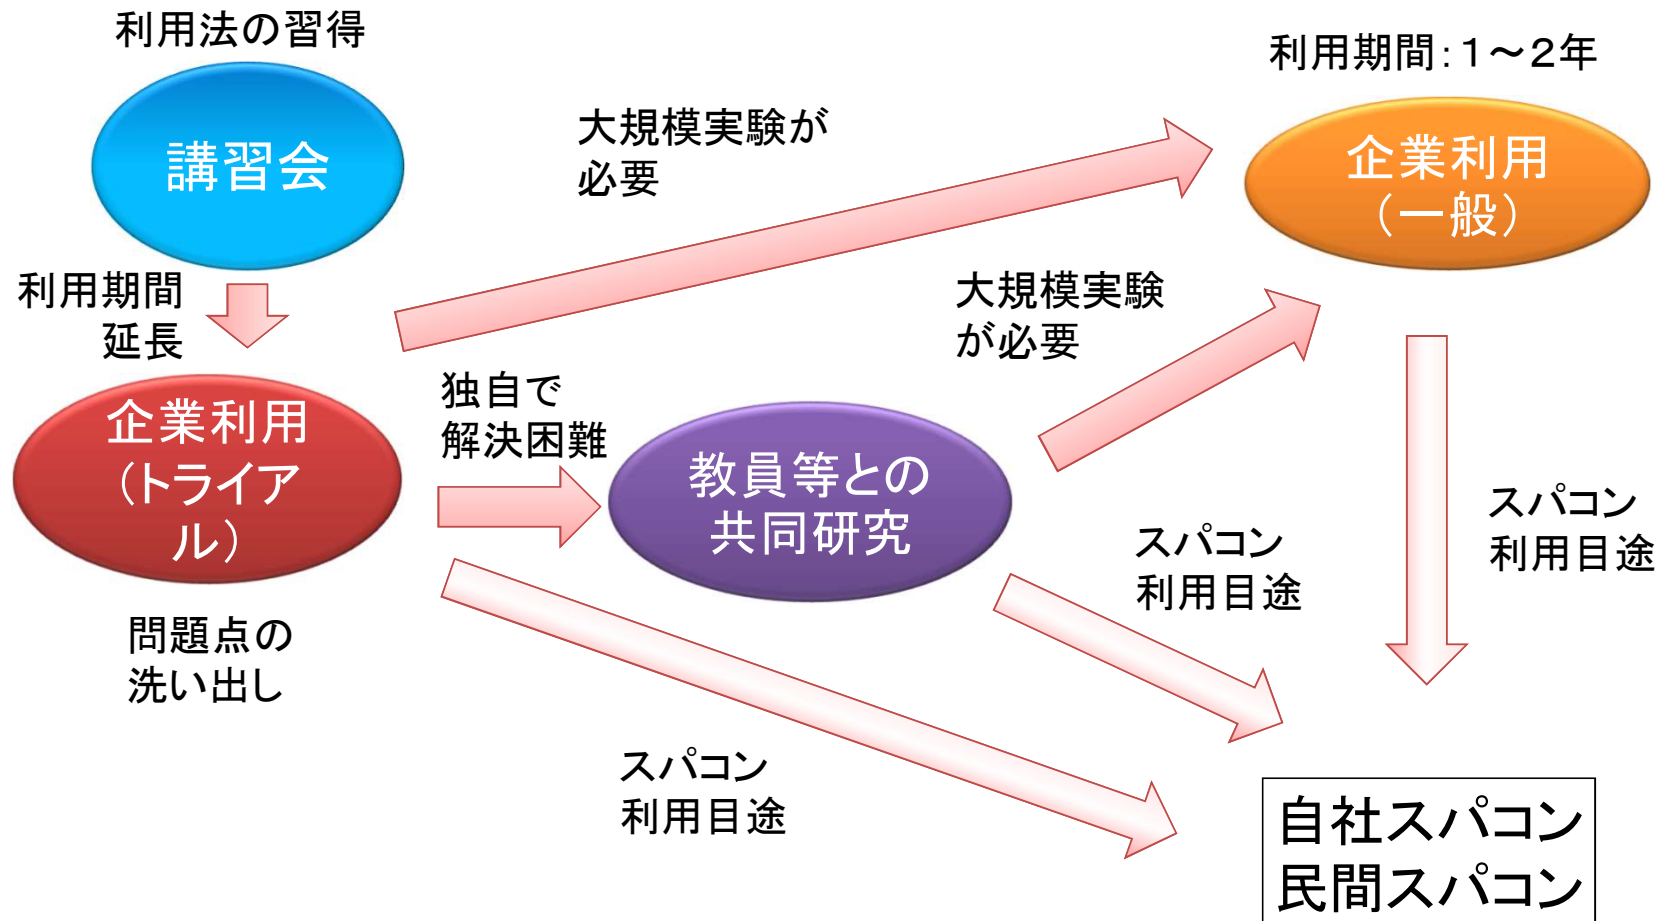 利用法の習得
講習会
利用期間
延長
企業利用
（トライア
ル）
問題点の
洗い出し
大規模実験が
必要
独自で
解決困難
教員等との
共同研究
大規模実験
が必要
利用期間：１～２年
企業利用
（一般）
スパコン
利用目途
スパコン
利用目途
スパコン
利用目途
自社スパコン
民間スパコン